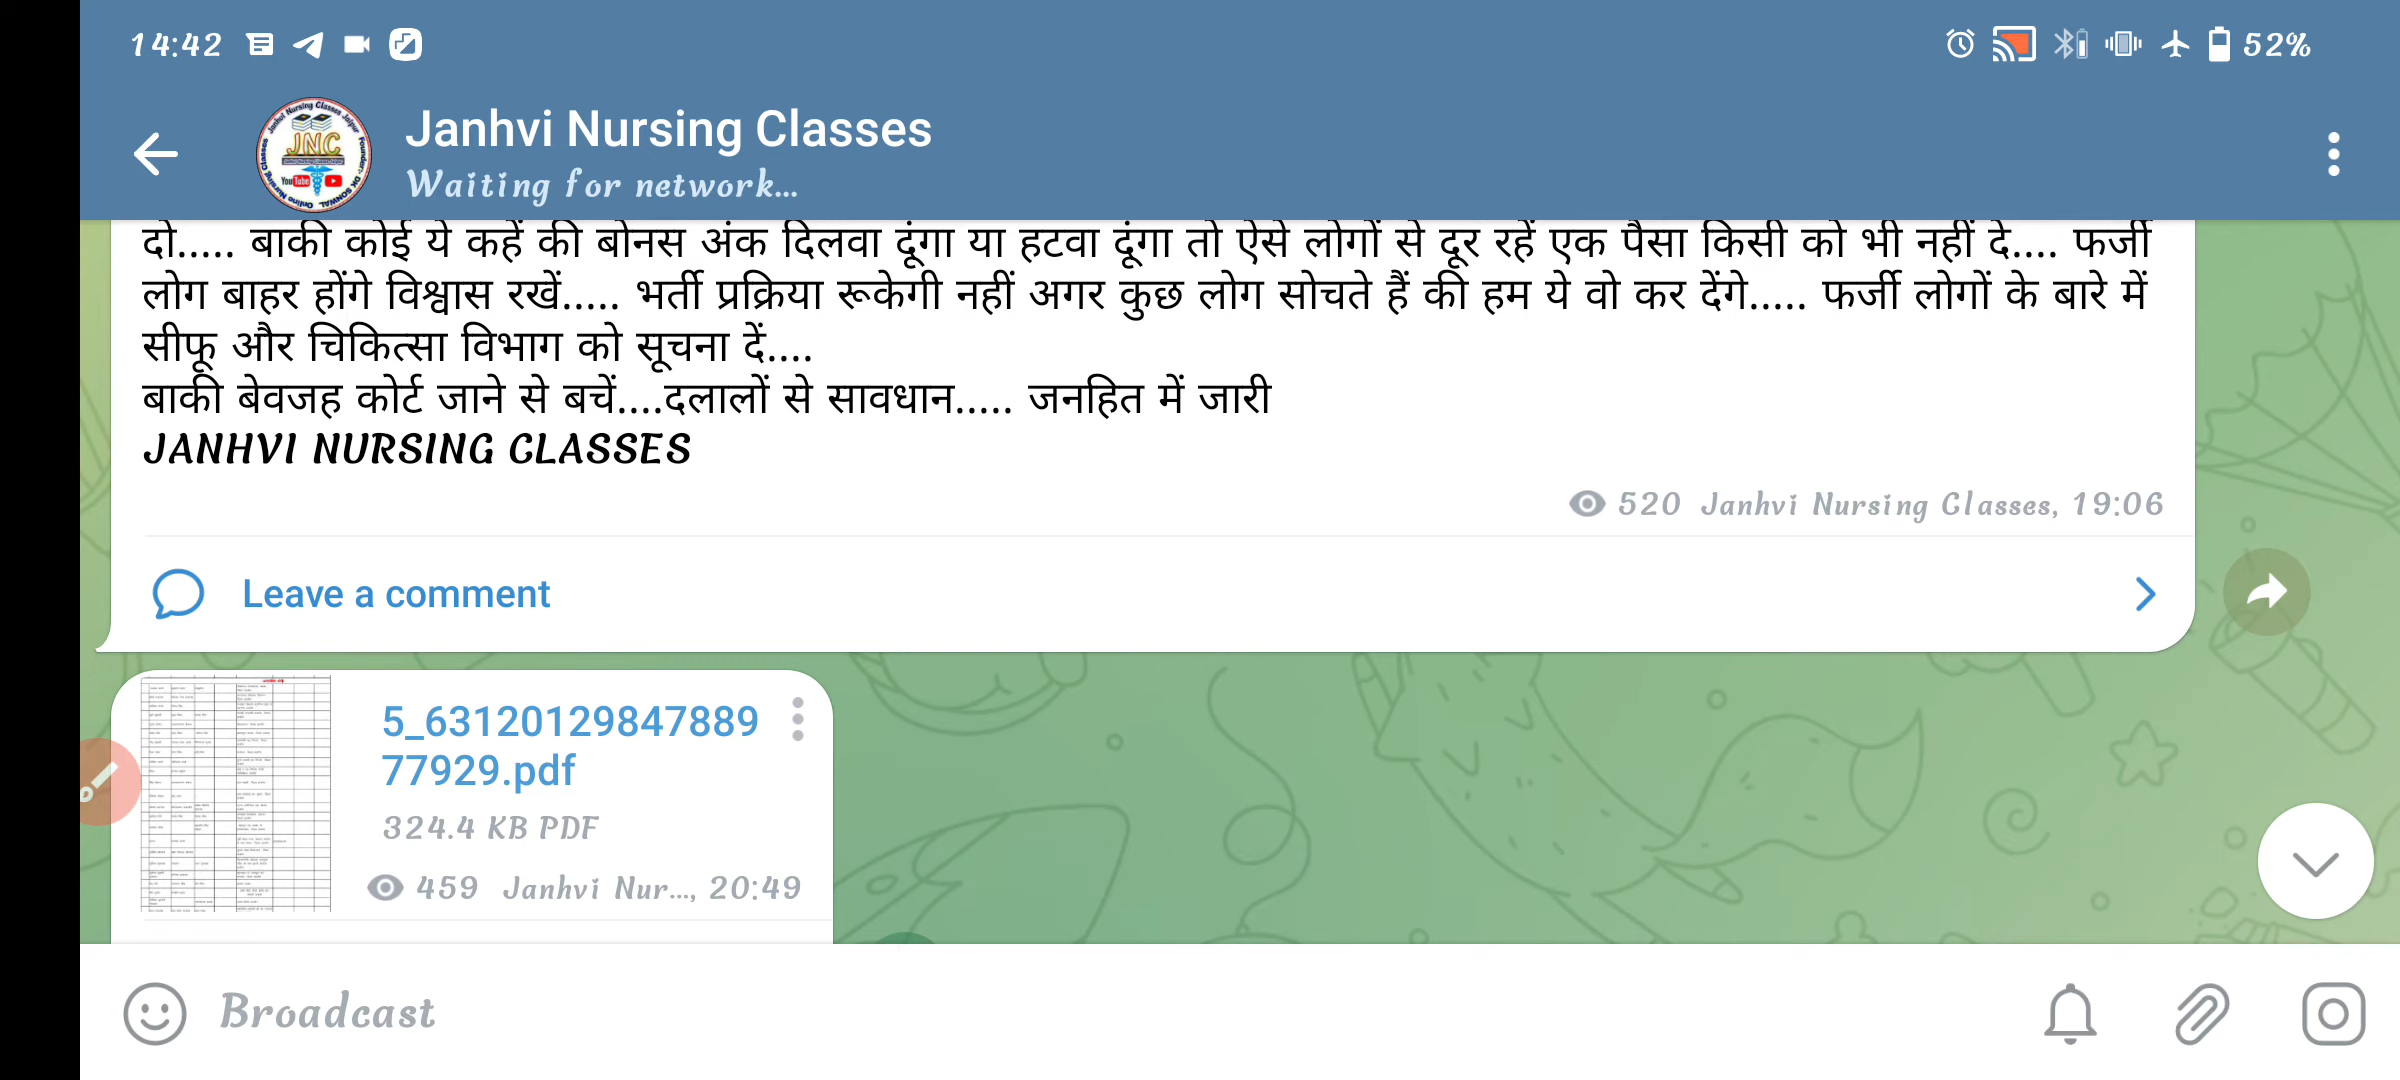 14:42
52%
Janhvi Nursing Classes
Waiting for network...
JNC
YouTube
दो..... बाकी कोई ये कहें की बोनस अंक दिलवा दूंगा या हटवा दूंगा तो ऐसे लोगों से दूर रहें एक पैसा किसी को भी नहीं दे.... फर्जी
लोग बाहर होंगे विश्वास रखें..... भर्ती प्रक्रिया रूकेगी नहीं अगर कुछ लोग सोचते हैं की हम ये वो कर देंगे..... फर्जी लोगों के बारे में
सीफू और चिकित्सा विभाग को सूचना दें....
बाकी बेवजह कोर्ट जाने से बचें....दलालों से सावधान..... जनहित में जारी
JANHVI NURSING CLASSES
520 Janhvi Nursing Classes, 19:06
Leave a comment
5_63120129847889
77929.pdf
324.4 KB PDF
459 Janhvi Nur..., 20:49
Broadcast